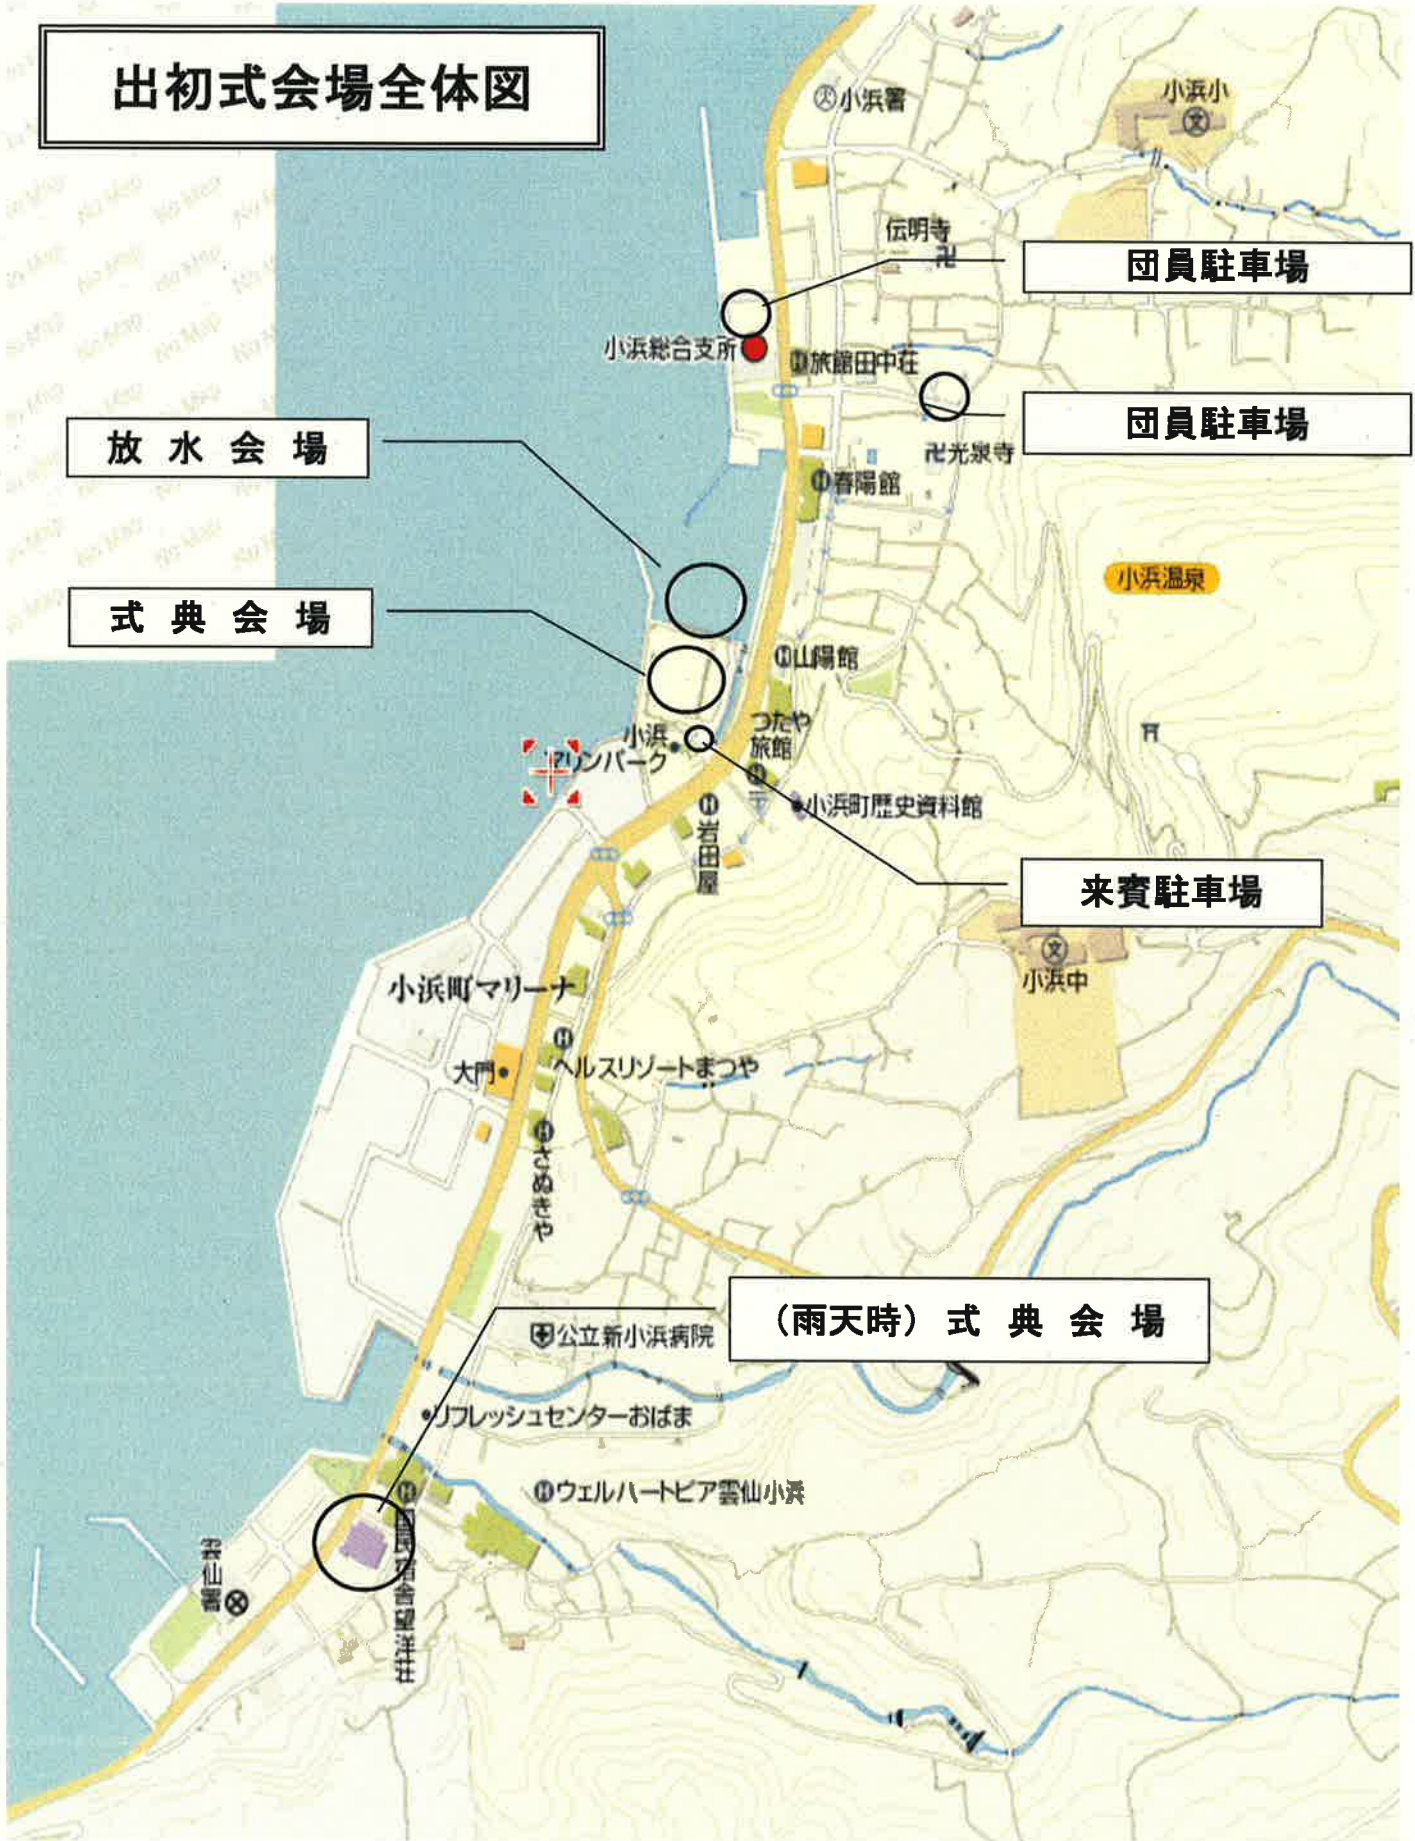 出初式会場全体図
小浜署
小浜小
文
伝明寺
団員駐車場
小浜総合支所
旅館田中荘
団員駐車場
放水会場
光泉寺
春陽館
小浜温泉
式典会場
山陽館
つたや
旅館
小浜
マリンパーク
小浜町歴史資料館
岩田屋
来賓駐車場
文
小浜中
小浜町マリーナ
大門
ヘルスリゾートまつや
さぬきや
（雨天時）式典会場
公立新小浜病院
リフレッシュセンターおばま
ウェルハートピア雲仙小浜
国民宿舎望洋荘
雲仙署